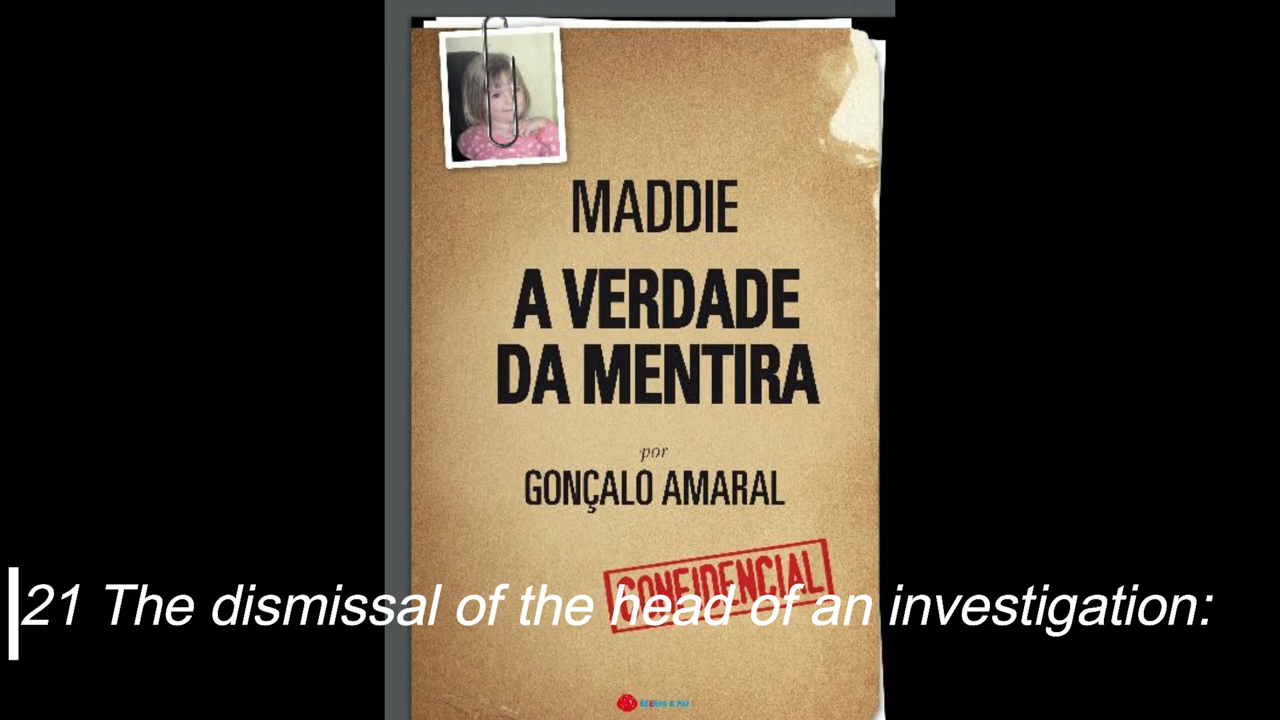 MADDIE
A VERDADE
DA MENTIRA
por
GONÇALO AMARAL
CONFIDENCIAL
21 The dismissal of the head of an investigation: